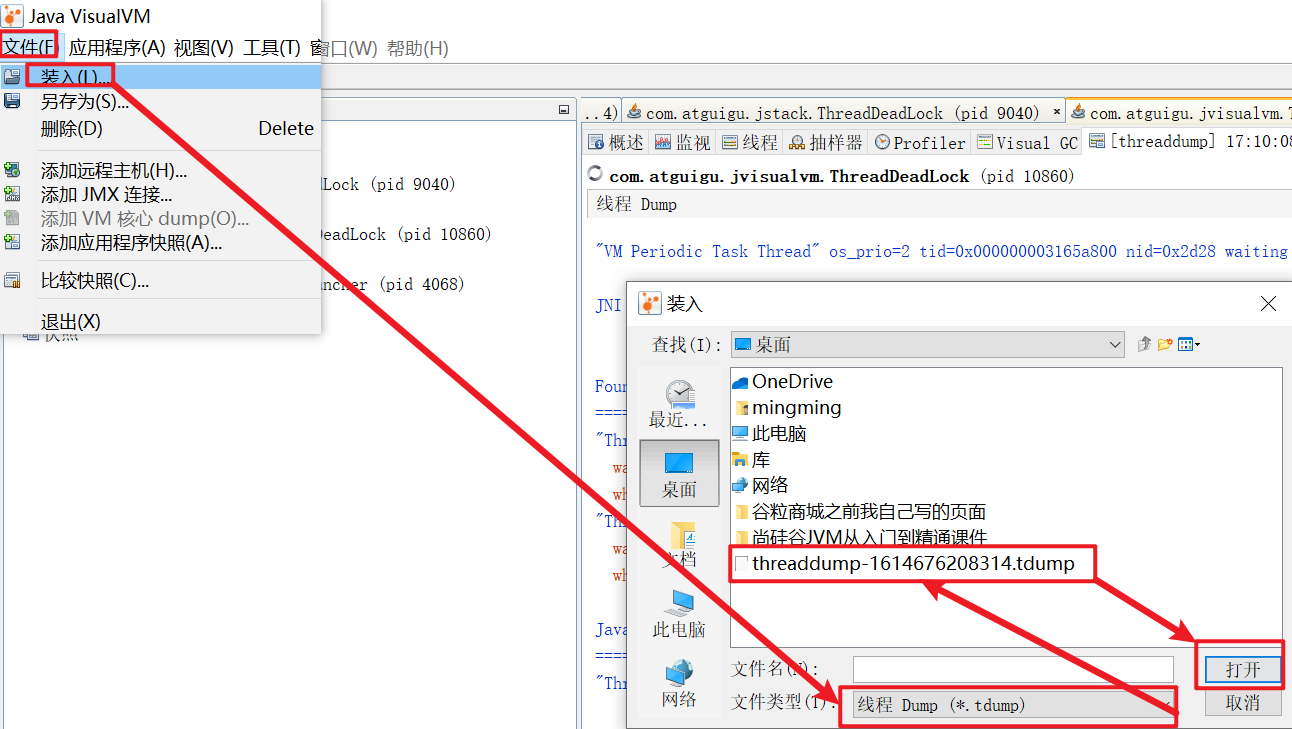 Java VisualVM
文件(F) 应用程序(A) 视图(V) 工具(T) 窗口(W) 帮助(H)
装入(L)...
另存为(S)...
删除(D) Delete
添加远程主机(H)...
添加 JMX 连接...
添加 VM 核心 dump(O)...
添加应用程序快照(A)...
比较快照(C)...
退出(X)
快照
Lock (pid 9040)
DeadLock (pid 10860)
ncher (pid 4068)
..4) com.atguigu.jstack.ThreadDeadLock (pid 9040) × com.atguigu.jvisualvm.T
概述 监视 线程 抽样器 Profiler Visual GC [threaddump] 17:10:08
com.atguigu.jvisualvm.ThreadDeadLock (pid 10860)
线程 Dump
"VM Periodic Task Thread" os_prio=2 tid=0x000000003165a800 nid=0x2d28 waiting
JNI
Foun
====
"Thr
wa
wh
"Th
wa
wh
Java
====
"Thr
装入
查找(I): 桌面
最近...
桌面
文档
此电脑
网络
OneDrive
mingming
此电脑
库
网络
谷粒商城之前我自己写的页面
尚硅谷JVM从入门到精通课件
threaddump-1614676208314.tdump
文件名(N): 打开
文件类型(T): 线程 Dump (*.tdump) 取消